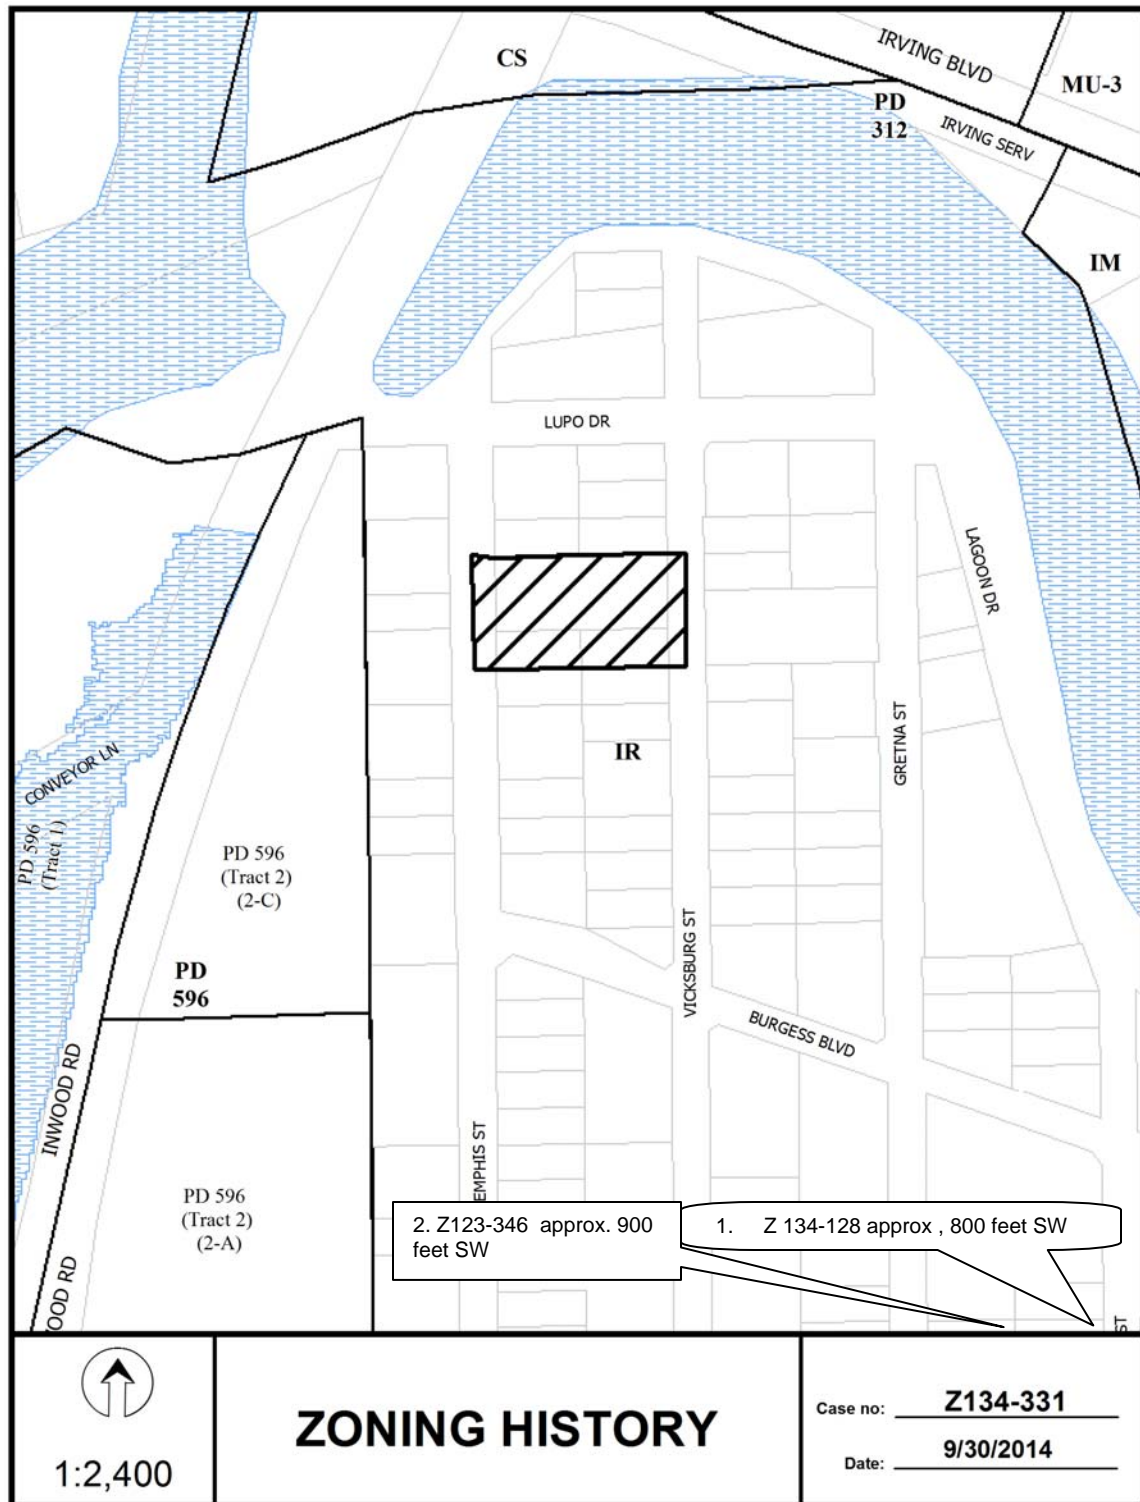 CS
IRVING BLVD
MU-3
PD
312
IRVING SERV
IM
LUPO DR
LAGOON DR
CONVEYOR LN
PD 596
(Tract 1)
IR
GRETNA ST
PD 596
(Tract 2)
(2-C)
PD
596
VICKSBURG ST
BURGESS BLVD
INWOOD RD
EMPHIS ST
PD 596
(Tract 2)
(2-A)
OOD RD
2. Z123-346 approx. 900
feet SW
1. Z 134-128 approx , 800 feet SW
ST
1:2,400
ZONING HISTORY
Case no: Z134-331
Date: 9/30/2014